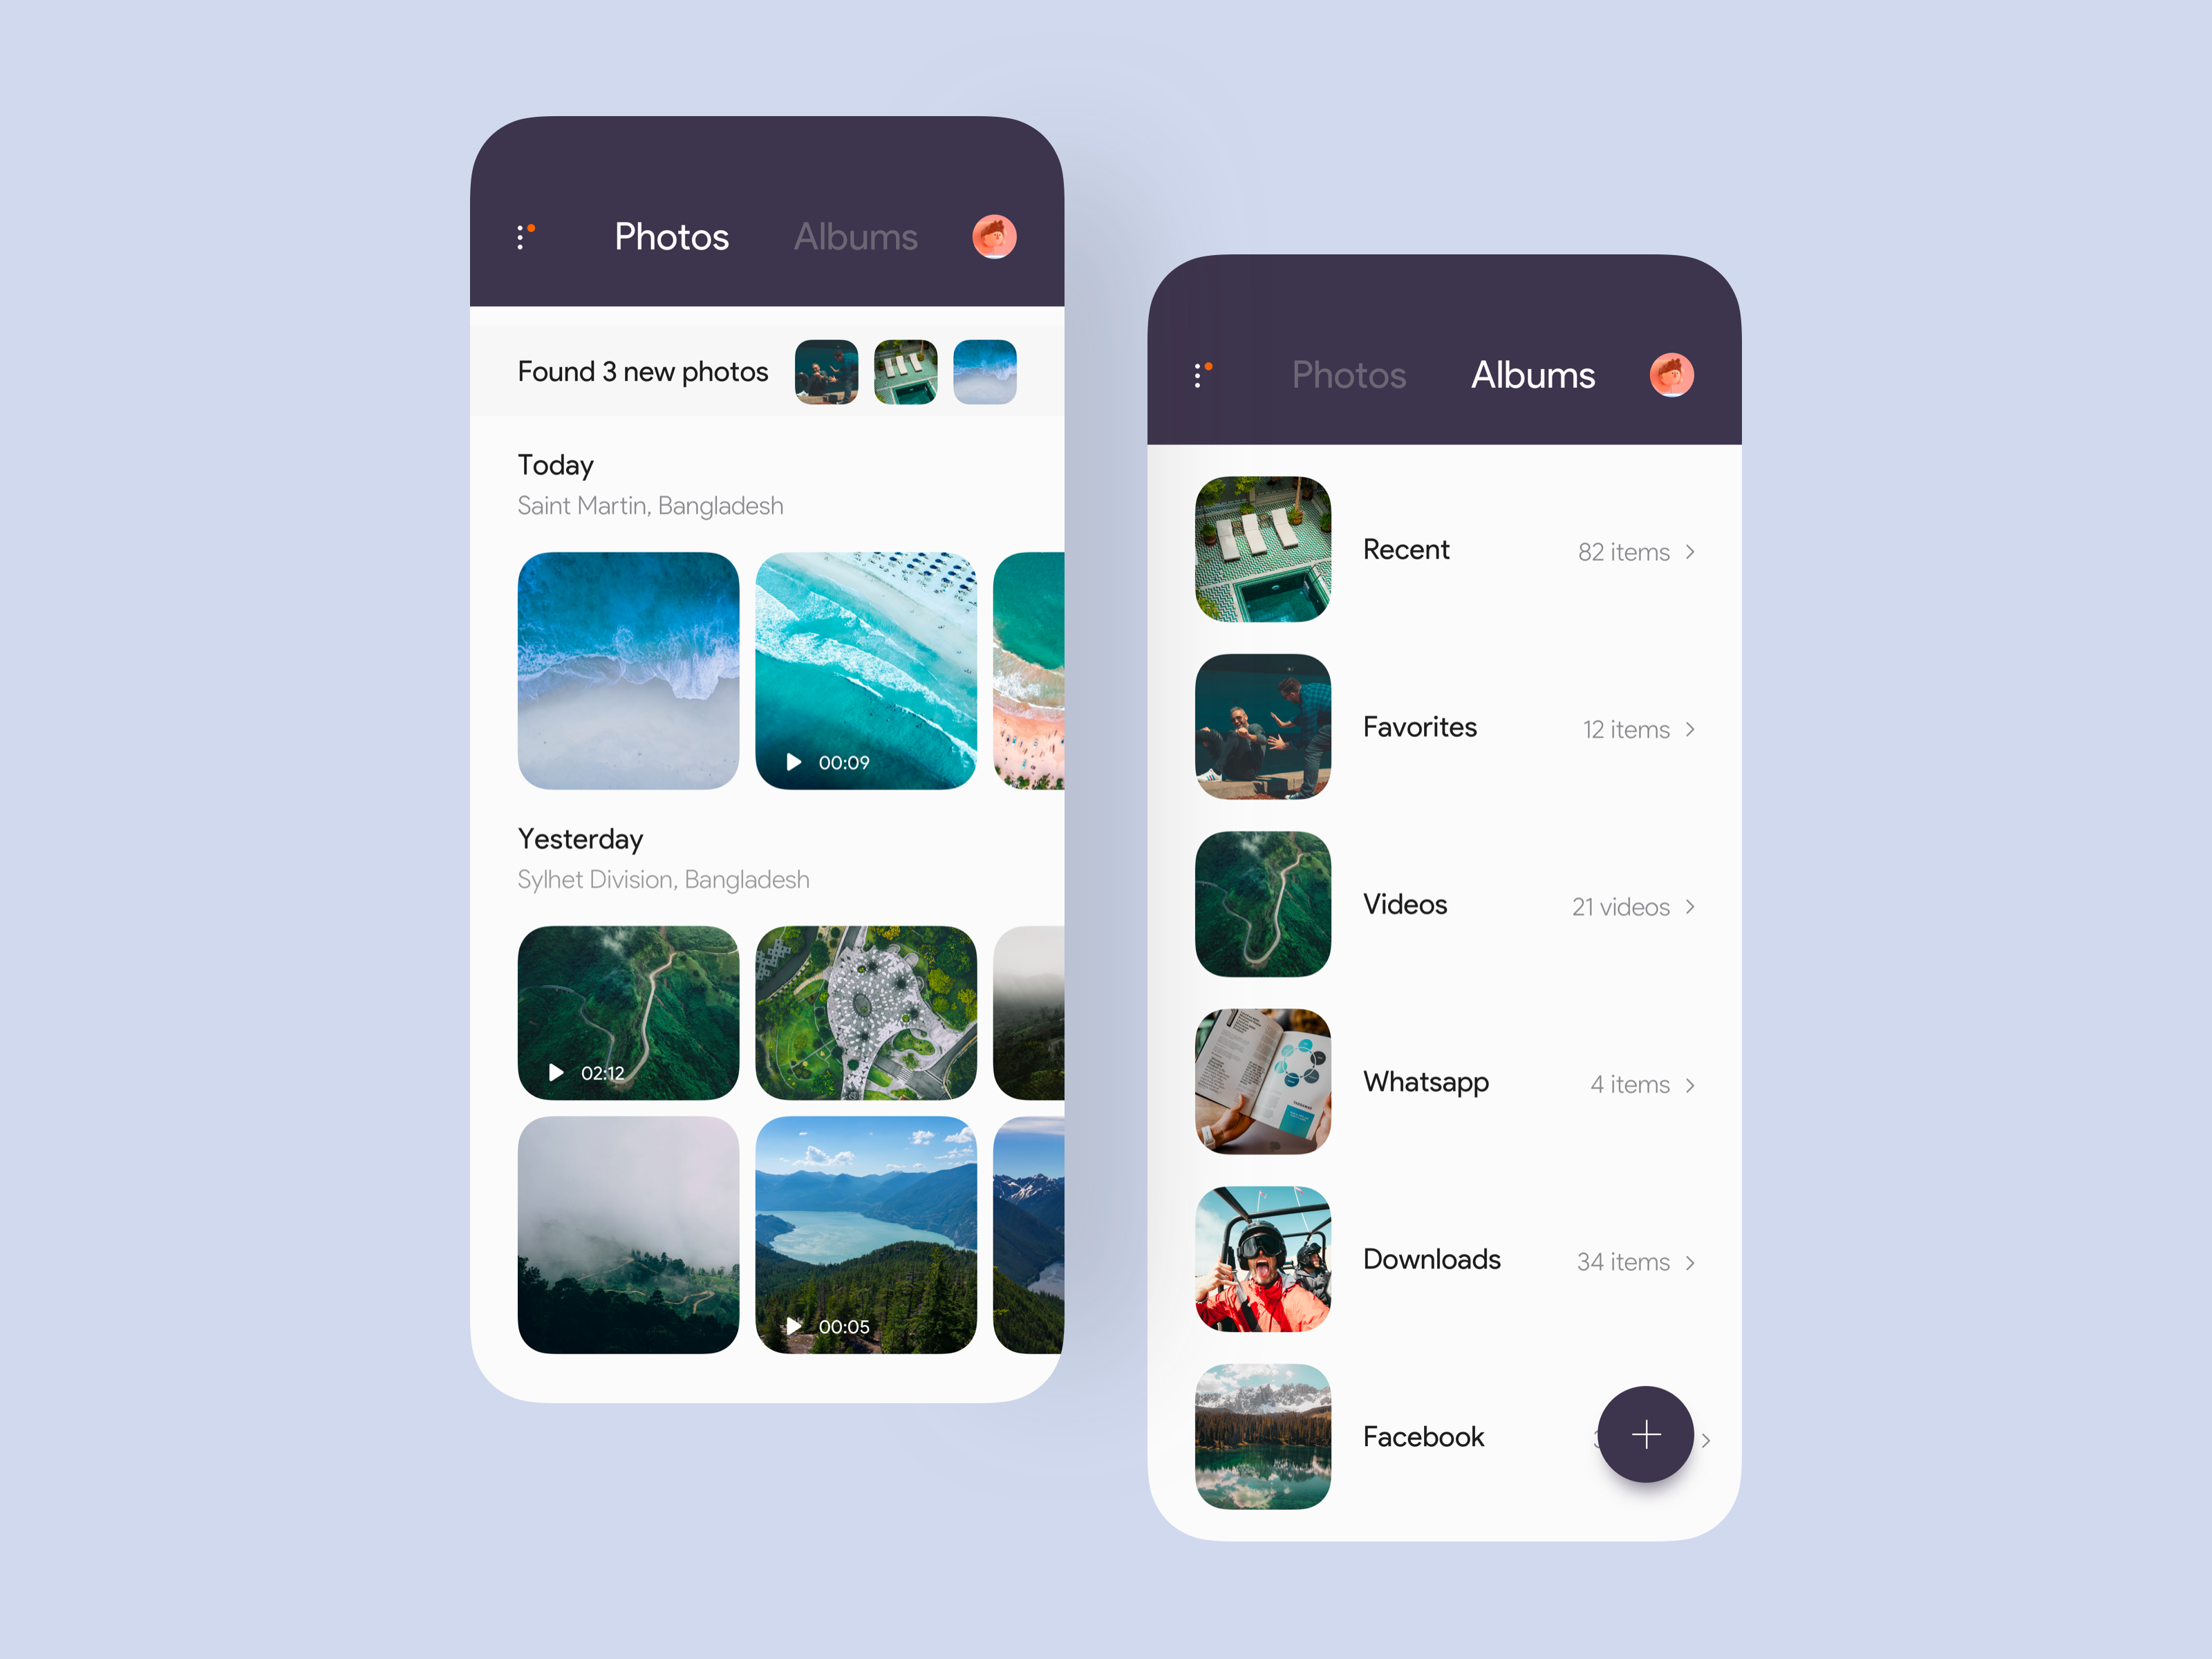 Photos
Albums
Found 3 new photos
Today
Saint Martin, Bangladesh
00:09
Yesterday
Sylhet Division, Bangladesh
02:12
00:05
Photos
Albums
Recent
82 items
Favorites
12 items
Videos
21 videos
Whatsapp
4 items
Downloads
34 items
Facebook